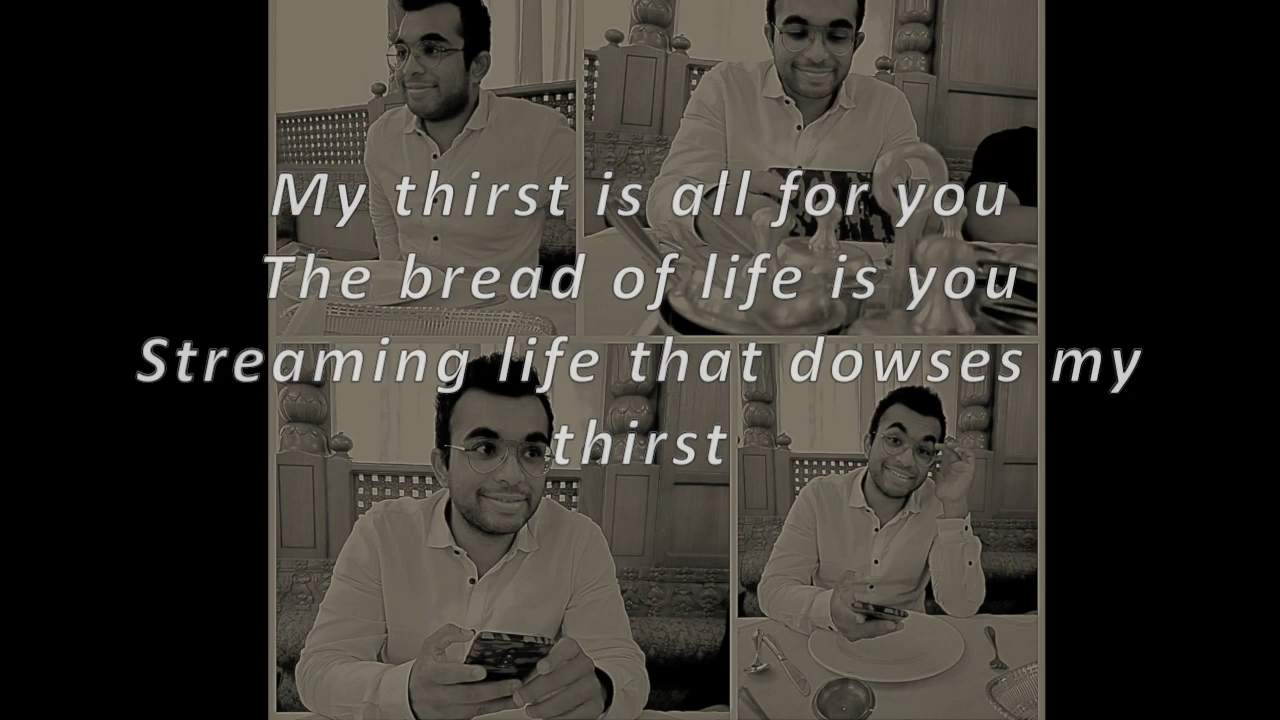 My thirst is all for you
The bread of life is you
Streaming life that dowses my
thirst